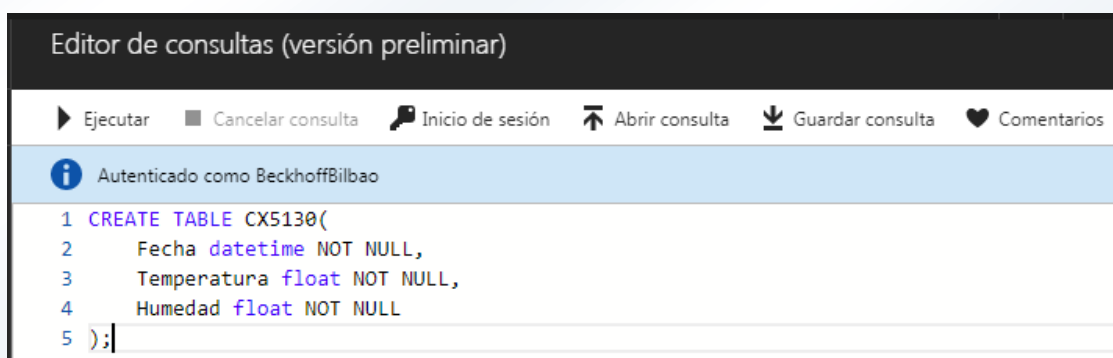 Editor de consultas (versión preliminar)
Ejecutar Cancelar consulta Inicio de sesión Abrir consulta Guardar consulta Comentarios
Autenticado como BeckhoffBilbao
1 CREATE TABLE CX5130(
2 Fecha datetime NOT NULL,
3 Temperatura float NOT NULL,
4 Humedad float NOT NULL
5 );